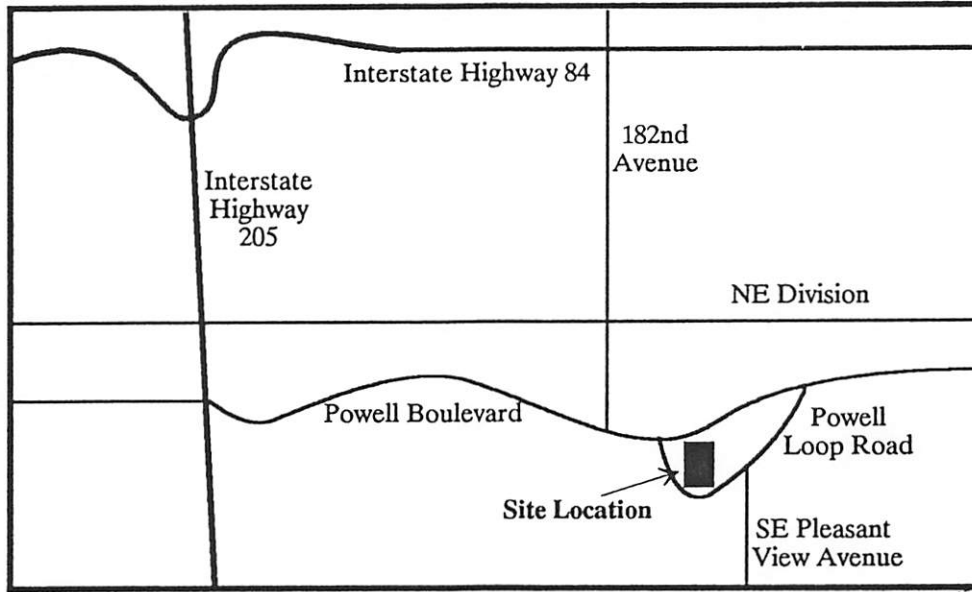 Interstate Highway 84
182nd
Avenue
Interstate
Highway
205
NE Division
Powell Boulevard
Powell
Loop Road
Site Location
SE Pleasant
View Avenue